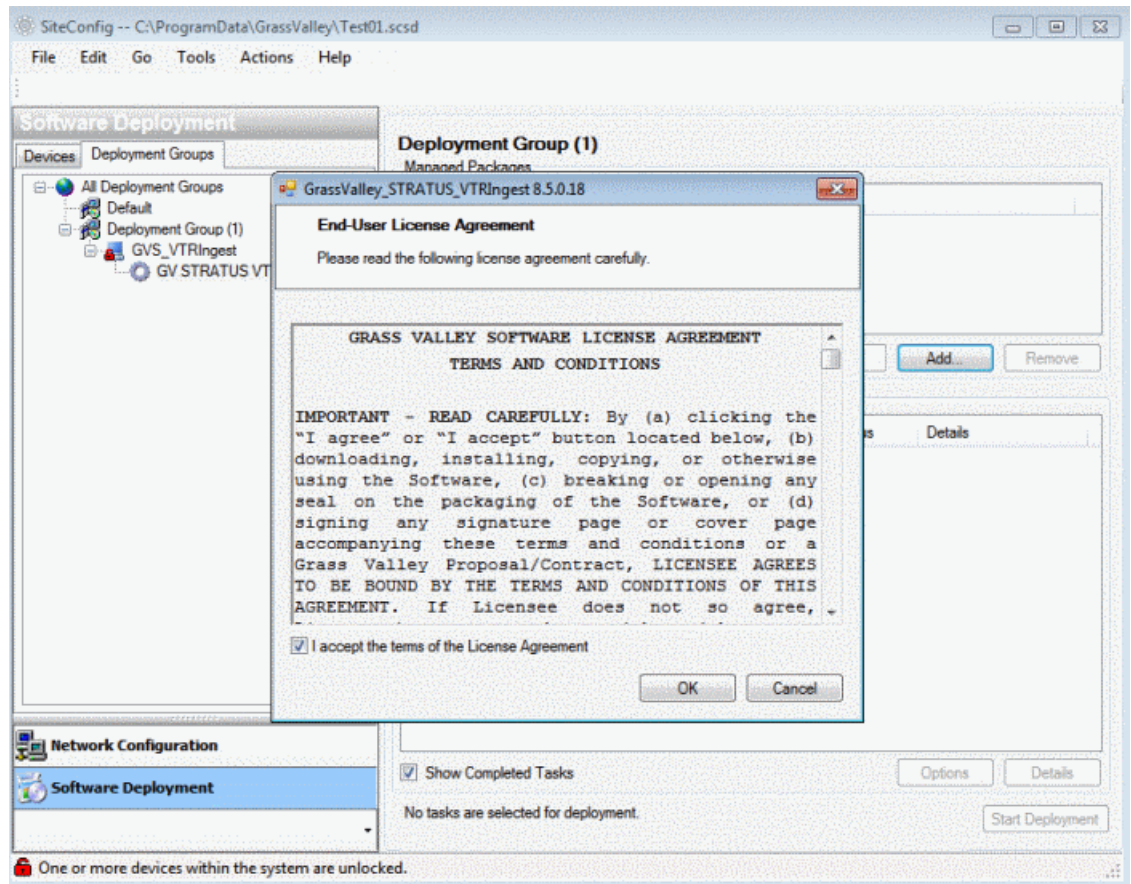 SiteConfig -- C:\ProgramData\GrassValley\Test01.scsd
File Edit Go Tools Actions Help
Software Deployment
Devices Deployment Groups
All Deployment Groups
Default
Deployment Group (1)
GVS_VTRIngest
GV STRATUS VT
Deployment Group (1)
Managed Packages
GrassValley_STRATUS_VTRIngest 8.5.0.18
End-User License Agreement
Please read the following license agreement carefully.
GRASS VALLEY SOFTWARE LICENSE AGREEMENT
TERMS AND CONDITIONS
IMPORTANT - READ CAREFULLY: By (a) clicking the
"I agree" or "I accept" button located below, (b)
downloading, installing, copying, or otherwise
using the Software, (c) breaking or opening any
seal on the packaging of the Software, or (d)
signing any signature page or cover page
accompanying these terms and conditions or a
Grass Valley Proposal/Contract, LICENSEE AGREES
TO BE BOUND BY THE TERMS AND CONDITIONS OF THIS
AGREEMENT. If Licensee does not so agree,
I accept the terms of the License Agreement
OK Cancel
Add... Remove
Details
Network Configuration
Software Deployment
Show Completed Tasks
Options Details
No tasks are selected for deployment.
Start Deployment
One or more devices within the system are unlocked.